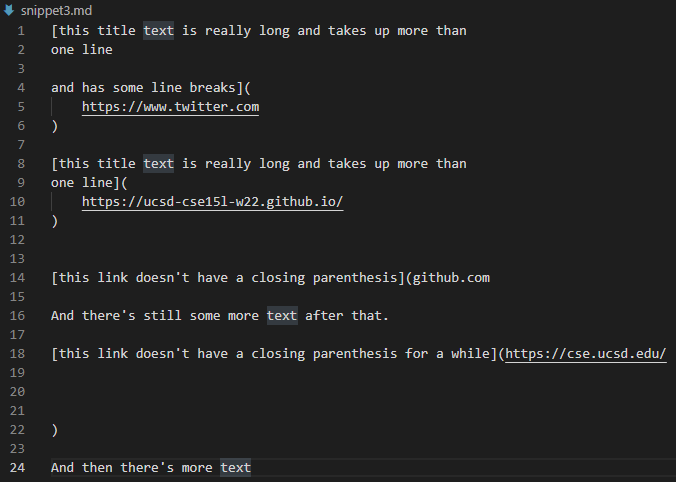 snippet3.md
1 [this title text is really long and takes up more than
2 one line
3
4 and has some line breaks](
5 https://www.twitter.com
6 )
7
8 [this title text is really long and takes up more than
9 one line](
10 https://ucsd-cse15l-w22.github.io/
11 )
12
13
14 [this link doesn't have a closing parenthesis](github.com
15
16 And there's still some more text after that.
17
18 [this link doesn't have a closing parenthesis for a while](https://cse.ucsd.edu/
19
20
21
22 )
23
24 And then there's more text